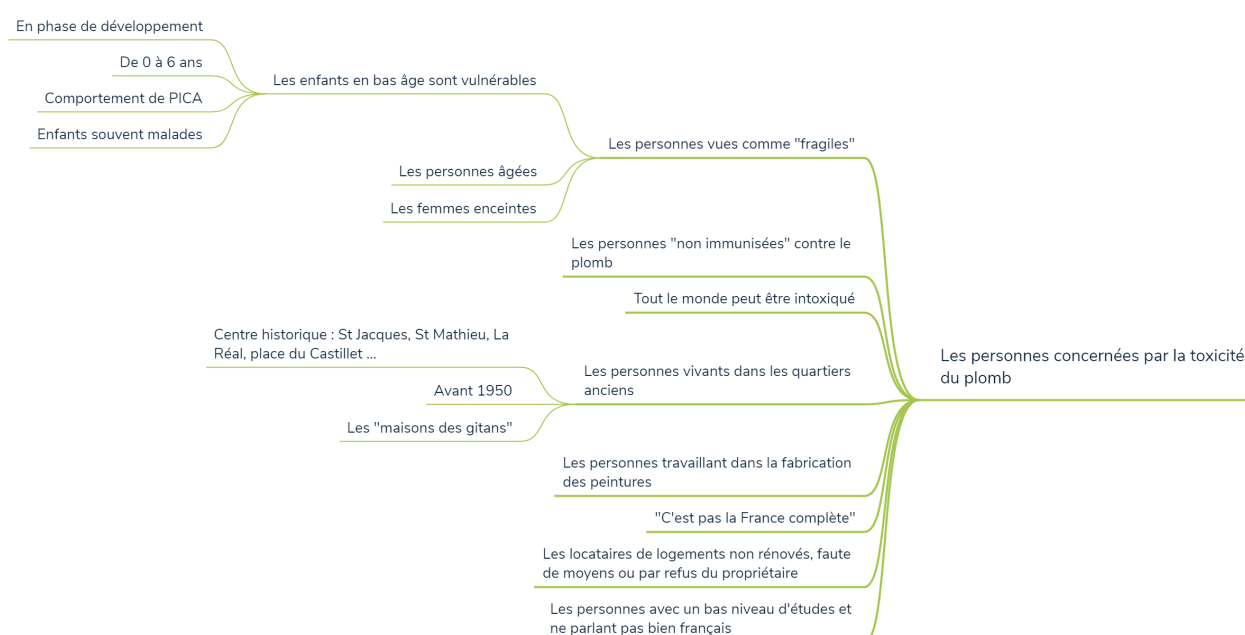 En phase de développement
De 0 à 6 ans
Comportement de PICA
Enfants souvent malades
Les enfants en bas âge sont vulnérables
Les personnes âgées
Les femmes enceintes
Les personnes vues comme "fragiles"
Les personnes "non immunisées" contre le
plomb
Tout le monde peut être intoxiqué
Centre historique : St Jacques, St Mathieu, La
Réal, place du Castillet ...
Avant 1950
Les "maisons des gitans"
Les personnes vivants dans les quartiers
anciens
Les personnes travaillant dans la fabrication
des peintures
"C'est pas la France complète"
Les locataires de logements non rénovés, faute
de moyens ou par refus du propriétaire
Les personnes avec un bas niveau d'études et
ne parlant pas bien français
Les personnes concernées par la toxicité
du plomb